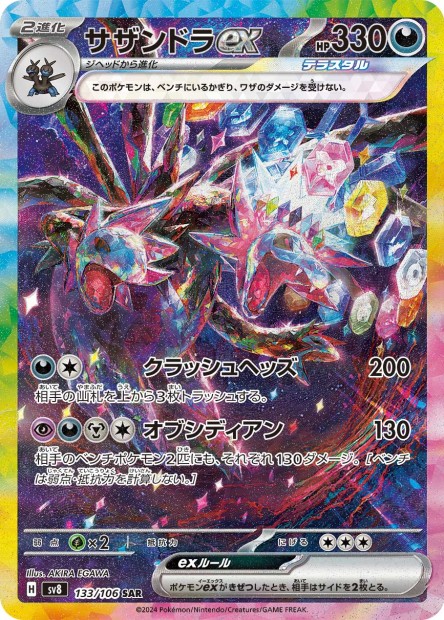 2進化
サザンドラex
HP330
ジヘッドから進化
テラスタル
このポケモンは、ベンチにいるかぎり、ワザのダメージを受けない。
クラッシュヘッズ 200
相手の山札を上から3枚トラッシュする。
オブシディアン 130
相手のベンチポケモン2匹にも、それぞれ130ダメージ。[ベンチ
は弱点・抵抗力を計算しない。]
弱点 ×2 抵抗力 にげる
exルール
ポケモンexがきぜつしたとき、相手はサイドを2枚とる。
Illus. AKIRA EGAWA
H sv8 133/106 SAR
©2024 Pokémon/Nintendo/Creatures/GAME FREAK.